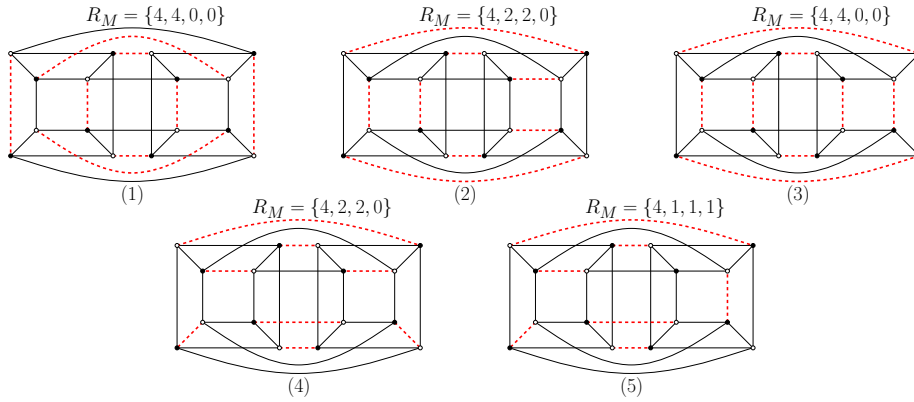 R_M = {4, 4, 0, 0}
R_M = {4, 2, 2, 0}
R_M = {4, 4, 0, 0}
(1)
(2)
(3)
R_M = {4, 2, 2, 0}
R_M = {4, 1, 1, 1}
(4)
(5)